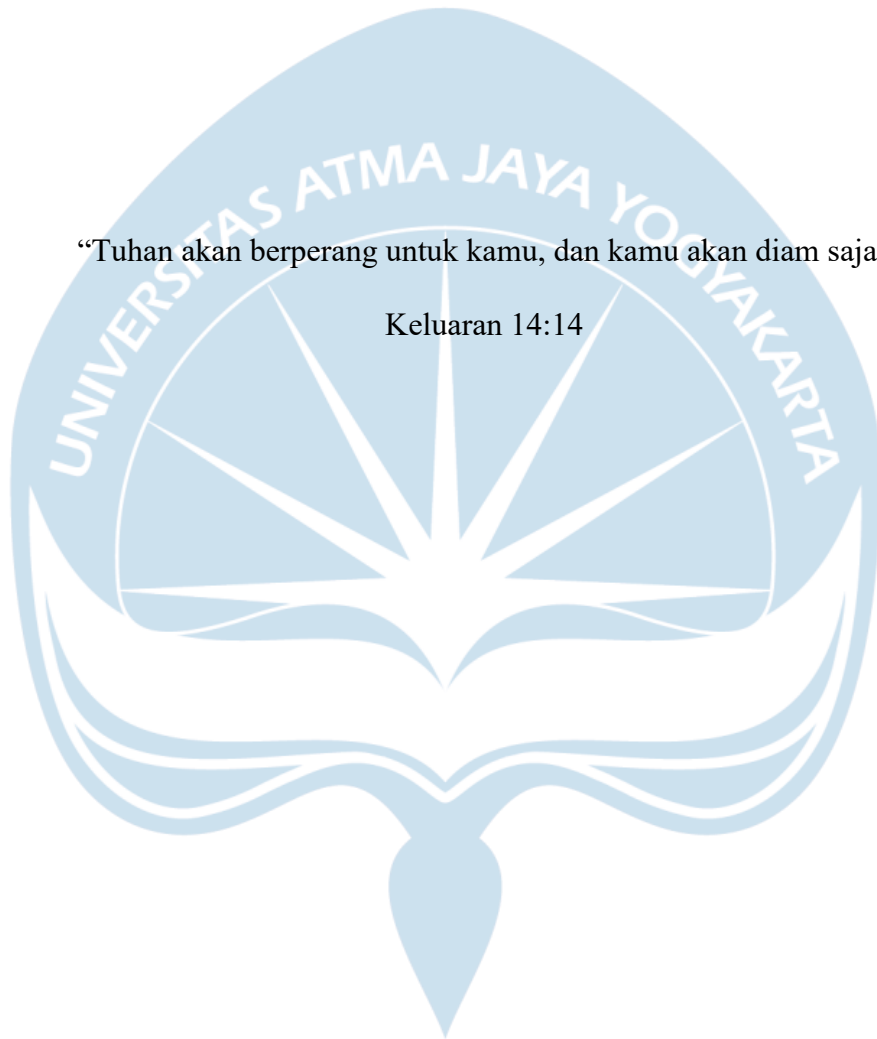 UNIVERSITAS ATMA JAYA YOGYAKARTA
“Tuhan akan berperang untuk kamu, dan kamu akan diam saja
Keluaran 14:14